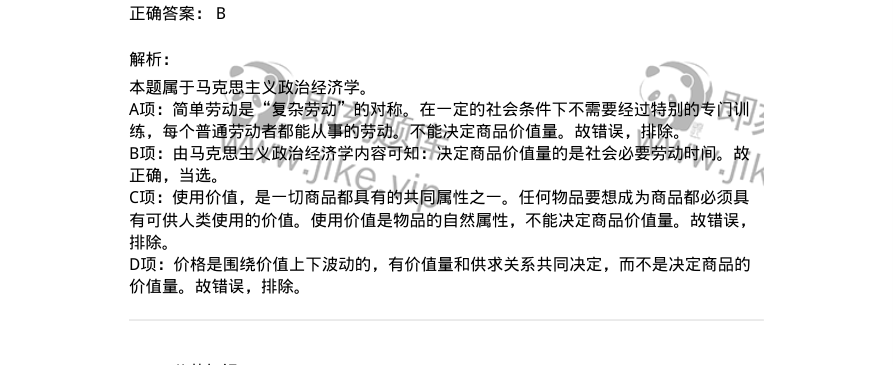 正确答案： B
解析：
本题属于马克思主义政治经济学。
A项：简单劳动是“复杂劳动”的对称。在一定的社会条件下不需要经过特别的专门训
练，每个普通劳动者都能从事的劳动。不能决定商品价值量。故错误，排除。
B项：由马克思主义政治经济学内容可知：决定商品价值量的是社会必要劳动时间。故
正确，当选。
C项：使用价值，是一切商品都具有的共同属性之一。任何物品要想成为商品都必须具
有可供人类使用的价值。使用价值是物品的自然属性，不能决定商品价值量。故错误，
排除。
D项：价格是围绕价值上下波动的，有价值量和供求关系共同决定，而不是决定商品的
价值量。故错误，排除。
即刻题库
www.jike.vip
即刻
www.jike